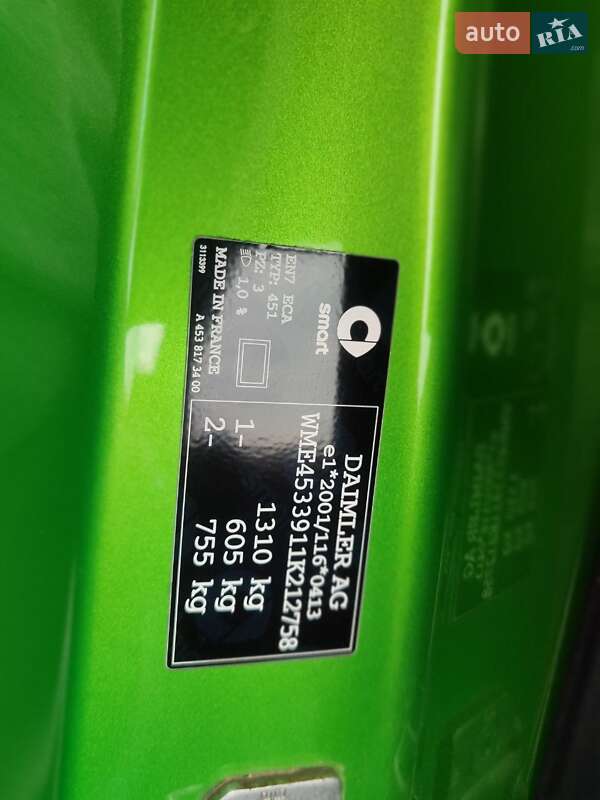 auto RIA.com
smart
DAIMLER AG
e1*2001/116*0413
WME4533911K212758
1310 kg
1- 605 kg
2- 755 kg
EN7 ECA
TYP: 451
PZ: 3
1,0 %
MADE IN FRANCE
3113399
A 453 817 34 00